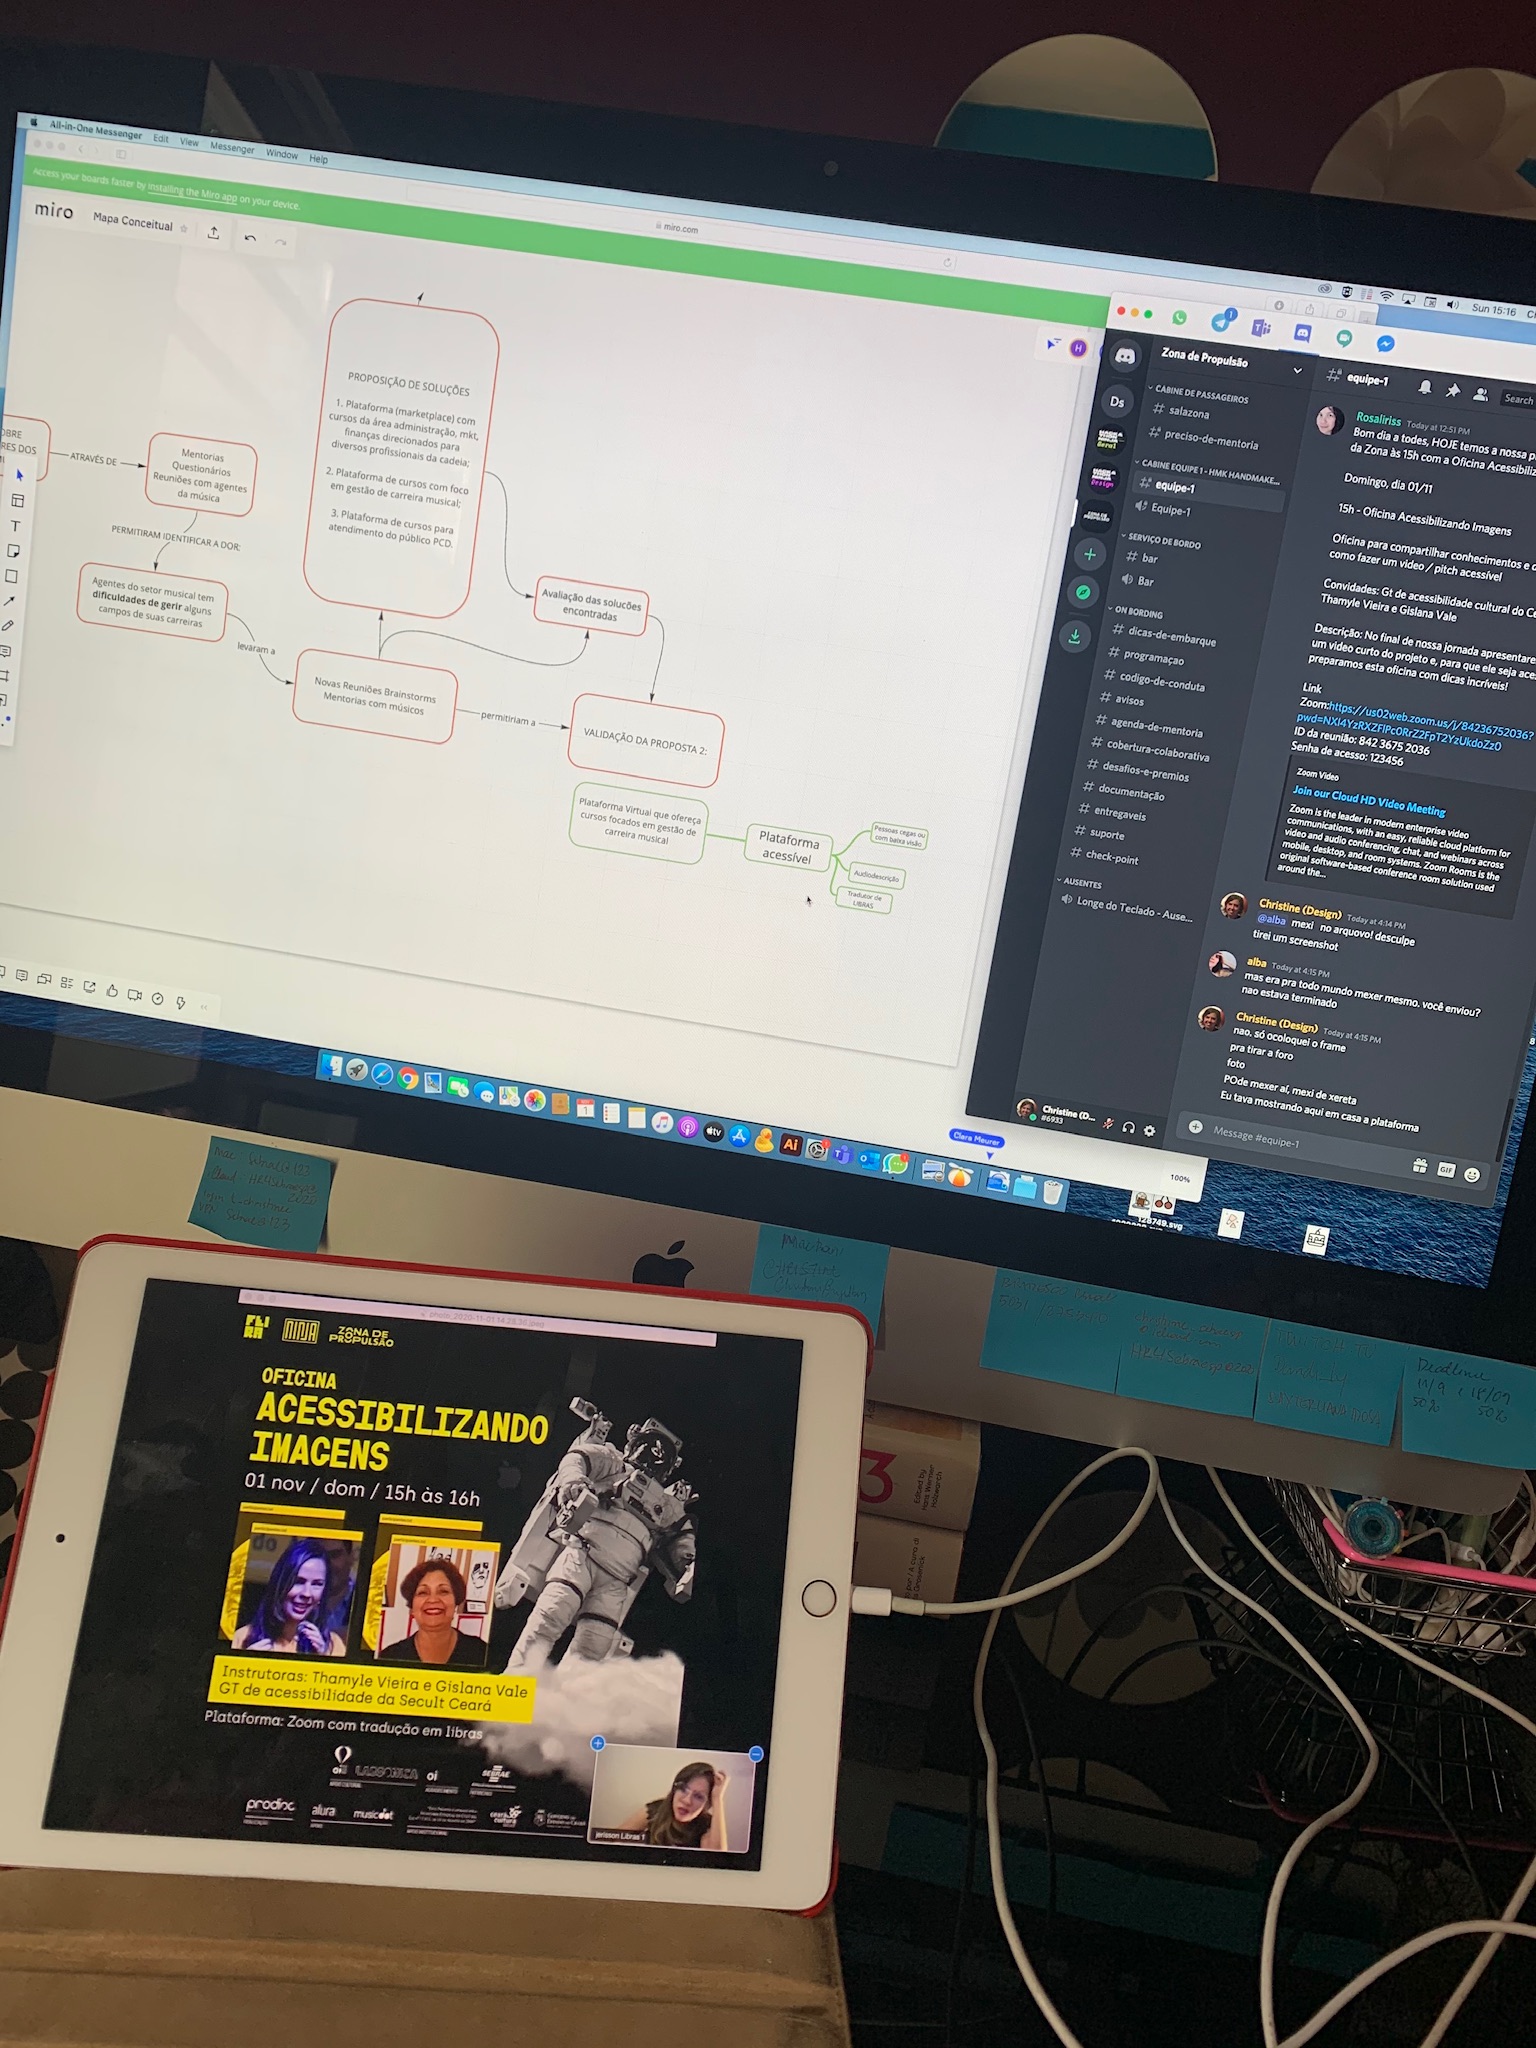 All-in-One Messenger Edit View Messenger Window Help
Sun 15:16
Access your boards faster by installing the Miro app on your device.
miro.com
miro Mapa Conceitual
ATRAVÉS DE
Mentorias
Questionários
Reuniões com agentes
da música
PERMITIRAM IDENTIFICAR A DOR:
Agentes do setor musical tem
dificuldades de gerir alguns
campos de suas carreiras
levaram a
PROPOSIÇÃO DE SOLUÇÕES
1. Plataforma (marketplace) com
cursos da área administração, mkt,
finanças direcionados para
diversos profissionais da cadeia;
2. Plataforma de cursos com foco
em gestão de carreira musical;
3. Plataforma de cursos para
atendimento do público PCD.
Novas Reuniões Brainstorms
Mentorias com músicos
permitiriam a
Avaliação das solucões
encontradas
VALIDAÇÃO DA PROPOSTA 2:
Plataforma Virtual que ofereça
cursos focados em gestão de
carreira musical
Plataforma
acessível
Pessoas cegas ou
com baixa visão
Audiodescrição
Tradutor de
LIBRAS
Clara Meurer
100%
H
Ds
Zona de Propulsão
CABINE DE PASSAGEIROS
# salazona
# preciso-de-mentoria
CABINE EQUIPE 1 - HMK HANDMAKE...
# equipe-1
Equipe-1
SERVIÇO DE BORDO
# bar
Bar
ON BORDING
# dicas-de-embarque
# programaçao
# codigo-de-conduta
# avisos
# agenda-de-mentoria
# cobertura-colaborativa
# desafios-e-premios
# documentação
# entregaveis
# suporte
# check-point
AUSENTES
Longe do Teclado - Ause...
Christine (D...
#6933
# equipe-1
Search
Rosaliriss Today at 12:51 PM
Bom dia a todes, HOJE temos a nossa
da Zona às 15h com a Oficina
Domingo, dia 01/11
15h - Oficina Acessibilizando Imagens
Oficina para compartilhar conhecimentos e
como fazer um video / pitch acessível
Convidades: Gt de acessibilidade cultural do
Thamyle Vieira e Gislana Vale
Descrição: No final de nossa jornada
um video curto do projeto e, para que ele seja
preparamos esta oficina com dicas incríveis!
Link
Zoom:https://us02web.zoom.us/j/84236752036?
pwd=NXl4YzRXZFlPc0RrZ2FpT2YzUkdoZz0
ID da reunião: 842 3675 2036
Senha de acesso: 123456
Zoom Video
Join our Cloud HD Video Meeting
Zoom is the leader in modern enterprise video
communications, with an easy, reliable cloud platform for
video and audio conferencing, chat, and webinars across
mobile, desktop, and room systems. Zoom Rooms is the
original software-based conference room solution used
around the...
Christine (Design) Today at 4:14 PM
@alba mexi no arquovo! desculpe
tirei um screenshot
alba Today at 4:15 PM
mas era pra todo mundo mexer mesmo. você enviou?
nao estava terminado
Christine (Design) Today at 4:15 PM
nao, só ocoloquei o frame
pra tirar a foro
foto
POde mexer aí, mexi de xereta
Eu tava mostrando aqui em casa a plataforma
Message #equipe-1
GIF
128749.svg
Deadline
50% 50%
3
Edited by
Hans Werner
Holzwarth
NINJA
ZONA DE
PROPULSÃO
OFICINA
ACESSIBILIZANDO
IMAGENS
01 nov / dom / 15h às 16h
Instrutoras: Thamyle Vieira e Gislana Vale
GT de acessibilidade da Secult Ceará
Plataforma: Zoom com tradução em libras
LABSONICA
oi
SEBRAE
prodisc
alura
musicdot
jerisson Libras 1